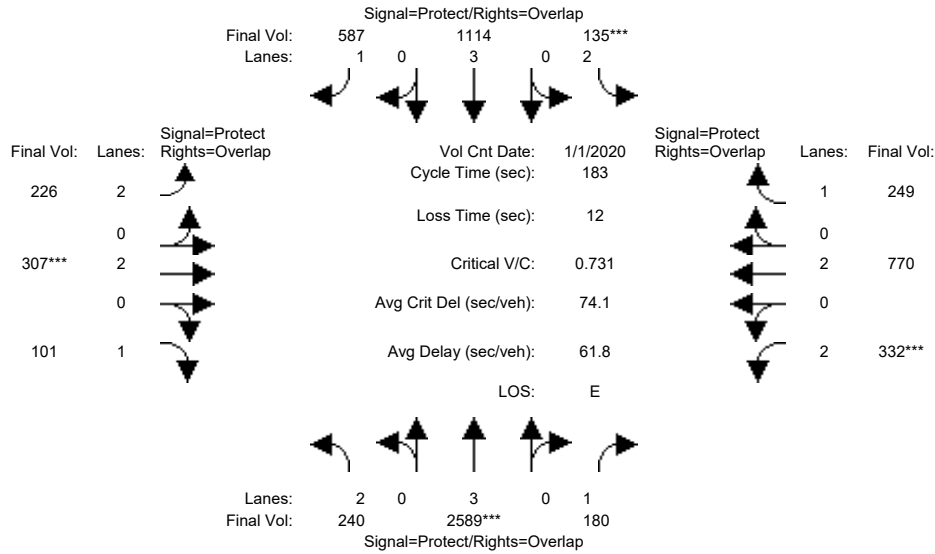 Signal=Protect/Rights=Overlap
Final Vol: 587 1114 135***
Lanes: 1 0 3 0 2
Signal=Protect Signal=Protect
Final Vol: Lanes: Rights=Overlap Vol Cnt Date: 1/1/2020 Rights=Overlap Lanes: Final Vol:
Cycle Time (sec): 183
226 2 1 249
Loss Time (sec): 12
0 0
307*** 2 Critical V/C: 0.731 2 770
0 Avg Crit Del (sec/veh): 74.1 0
101 1 Avg Delay (sec/veh): 61.8 2 332***
LOS: E
Lanes: 2 0 3 0 1
Final Vol: 240 2589*** 180
Signal=Protect/Rights=Overlap